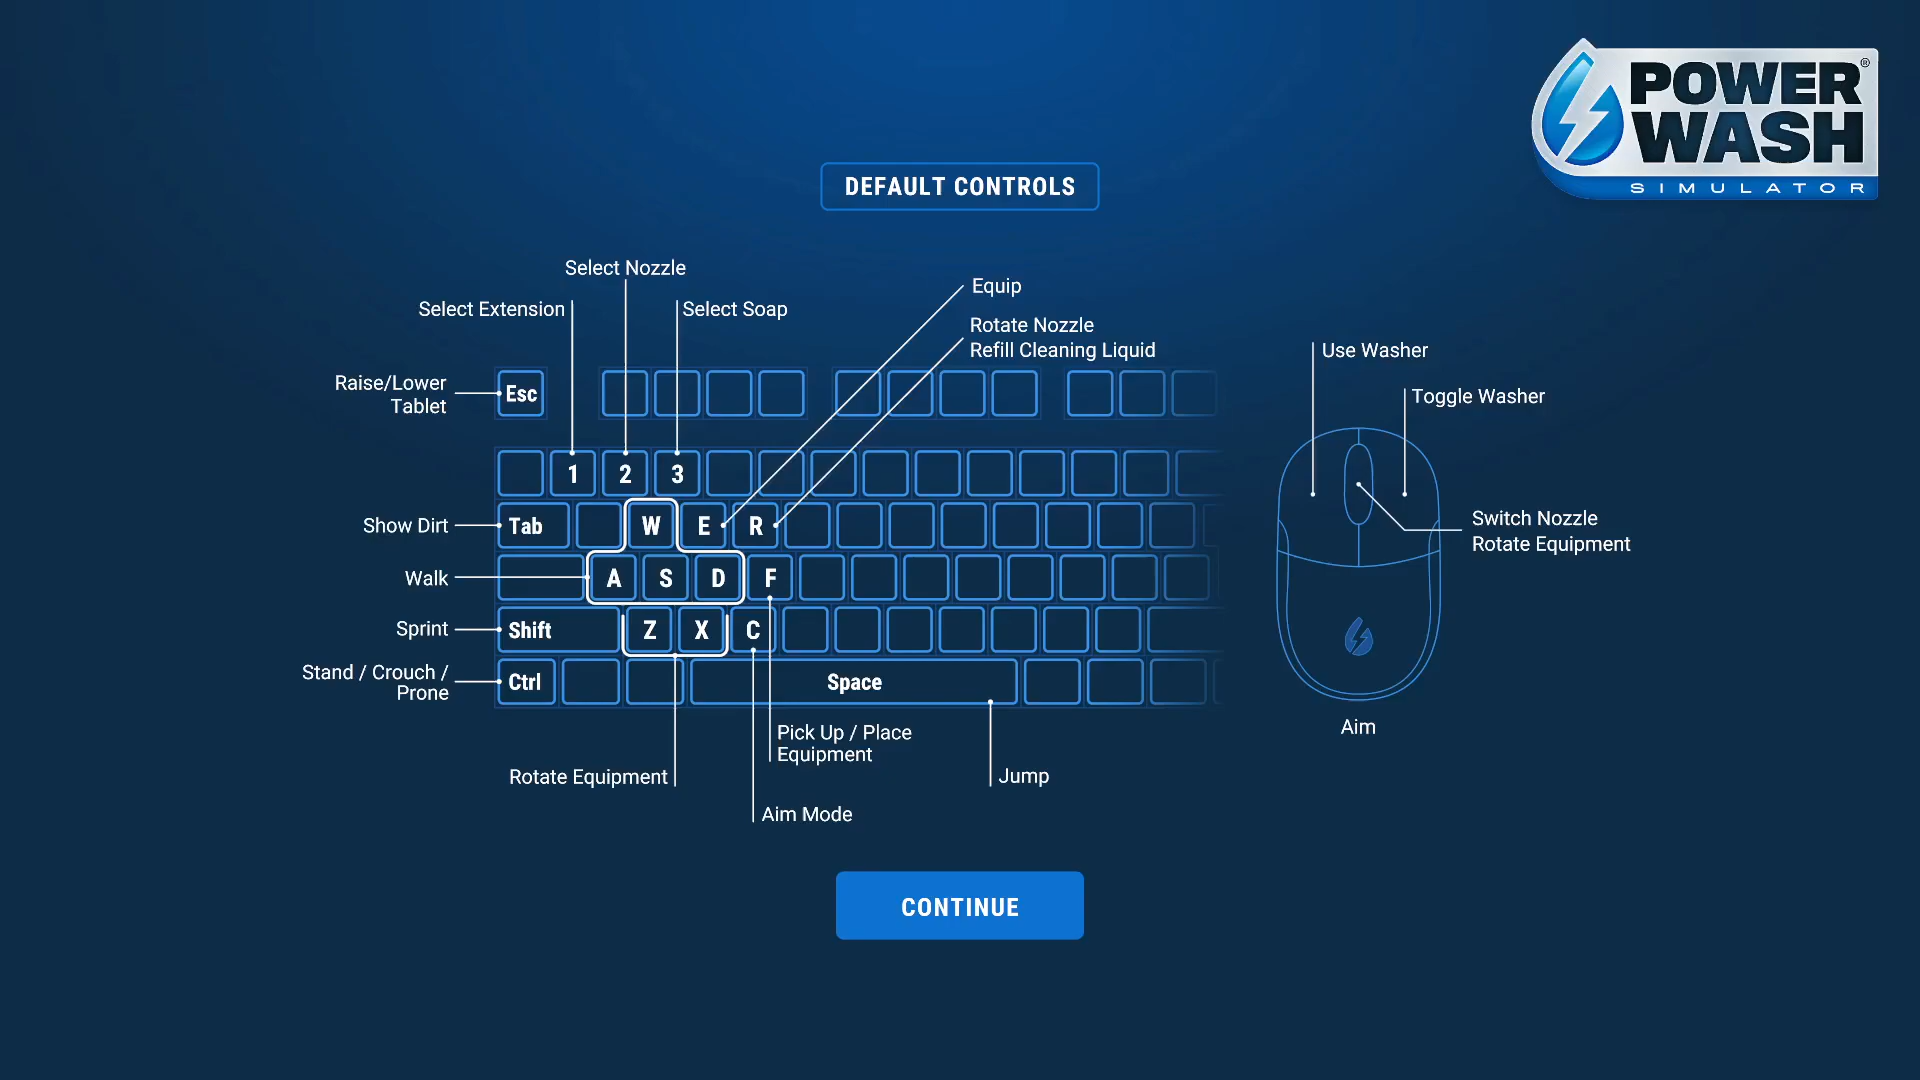 POWER®
WASH
SIMULATOR
DEFAULT CONTROLS
Select Nozzle
Select Extension
Select Soap
Equip
Rotate Nozzle
Refill Cleaning Liquid
Raise/Lower
Tablet
Esc
1 2 3
Show Dirt
Tab W E R
Walk
A S D F
Sprint
Shift Z X C
Stand / Crouch /
Prone
Ctrl Space
Pick Up / Place
Equipment
Rotate Equipment
Jump
Aim Mode
Use Washer
Toggle Washer
Switch Nozzle
Rotate Equipment
Aim
CONTINUE